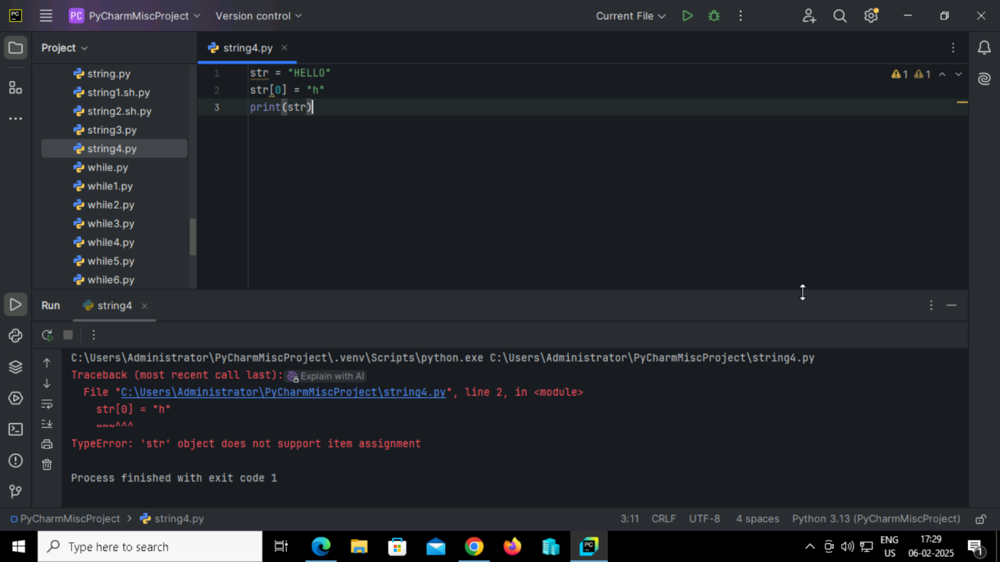 PC
PC PyCharmMiscProject Version control Current File
Project
string4.py
string.py
string1.sh.py
string2.sh.py
string3.py
string4.py
while.py
while1.py
while2.py
while3.py
while4.py
while5.py
while6.py
1 str = "HELLO"
2 str[0] = "h"
3 print(str)
1 1
Run string4
C:\Users\Administrator\PyCharmMiscProject\.venv\Scripts\python.exe C:\Users\Administrator\PyCharmMiscProject\string4.py
Traceback (most recent call last): Explain with AI
File "C:\Users\Administrator\PyCharmMiscProject\string4.py", line 2, in <module>
str[0] = "h"
~~~^^^
TypeError: 'str' object does not support item assignment
Process finished with exit code 1
PyCharmMiscProject > string4.py 3:11 CRLF UTF-8 4 spaces Python 3.13 (PyCharmMiscProject)
Type here to search
PC
ENG
US
17:29
06-02-2025
1